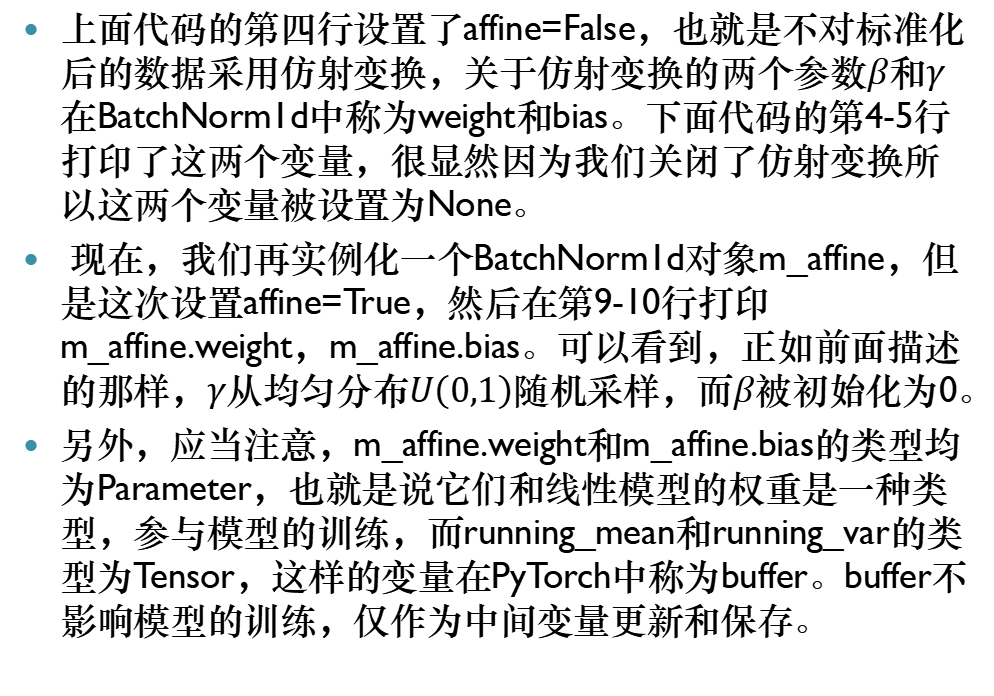 • 上面代码的第四行设置了affine=False，也就是不对标准化
后的数据采用仿射变换，关于仿射变换的两个参数β和γ
在BatchNorm1d中称为weight和bias。下面代码的第4-5行
打印了这两个变量，很显然因为我们关闭了仿射变换所
以这两个变量被设置为None。
• 现在，我们再实例化一个BatchNorm1d对象m_affine，但
是这次设置affine=True，然后在第9-10行打印
m_affine.weight，m_affine.bias。可以看到，正如前面描述
的那样，γ从均匀分布U(0,1)随机采样，而β被初始化为0。
• 另外，应当注意，m_affine.weight和m_affine.bias的类型均
为Parameter，也就是说它们和线性模型的权重是一种类
型，参与模型的训练，而running_mean和running_var的类
型为Tensor，这样的变量在PyTorch中称为buffer。buffer不
影响模型的训练，仅作为中间变量更新和保存。